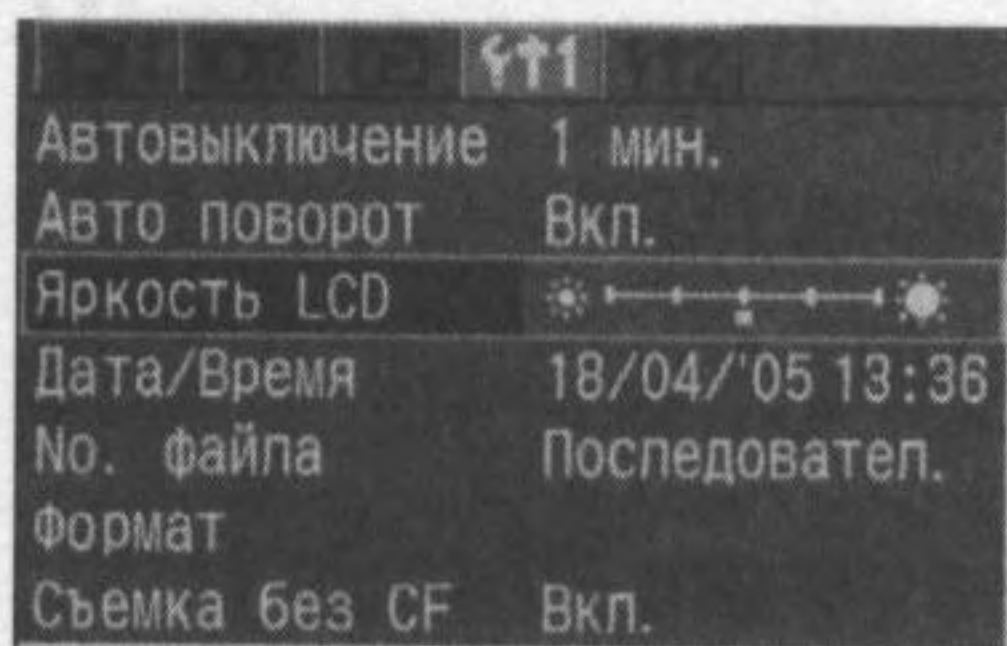 1
Автовыключение 1 мин.
Авто поворот Вкл.
Яркость LCD
Дата/Время 18/04/'05 13:36
No. файла Последовател.
Формат
Съемка без CF Вкл.